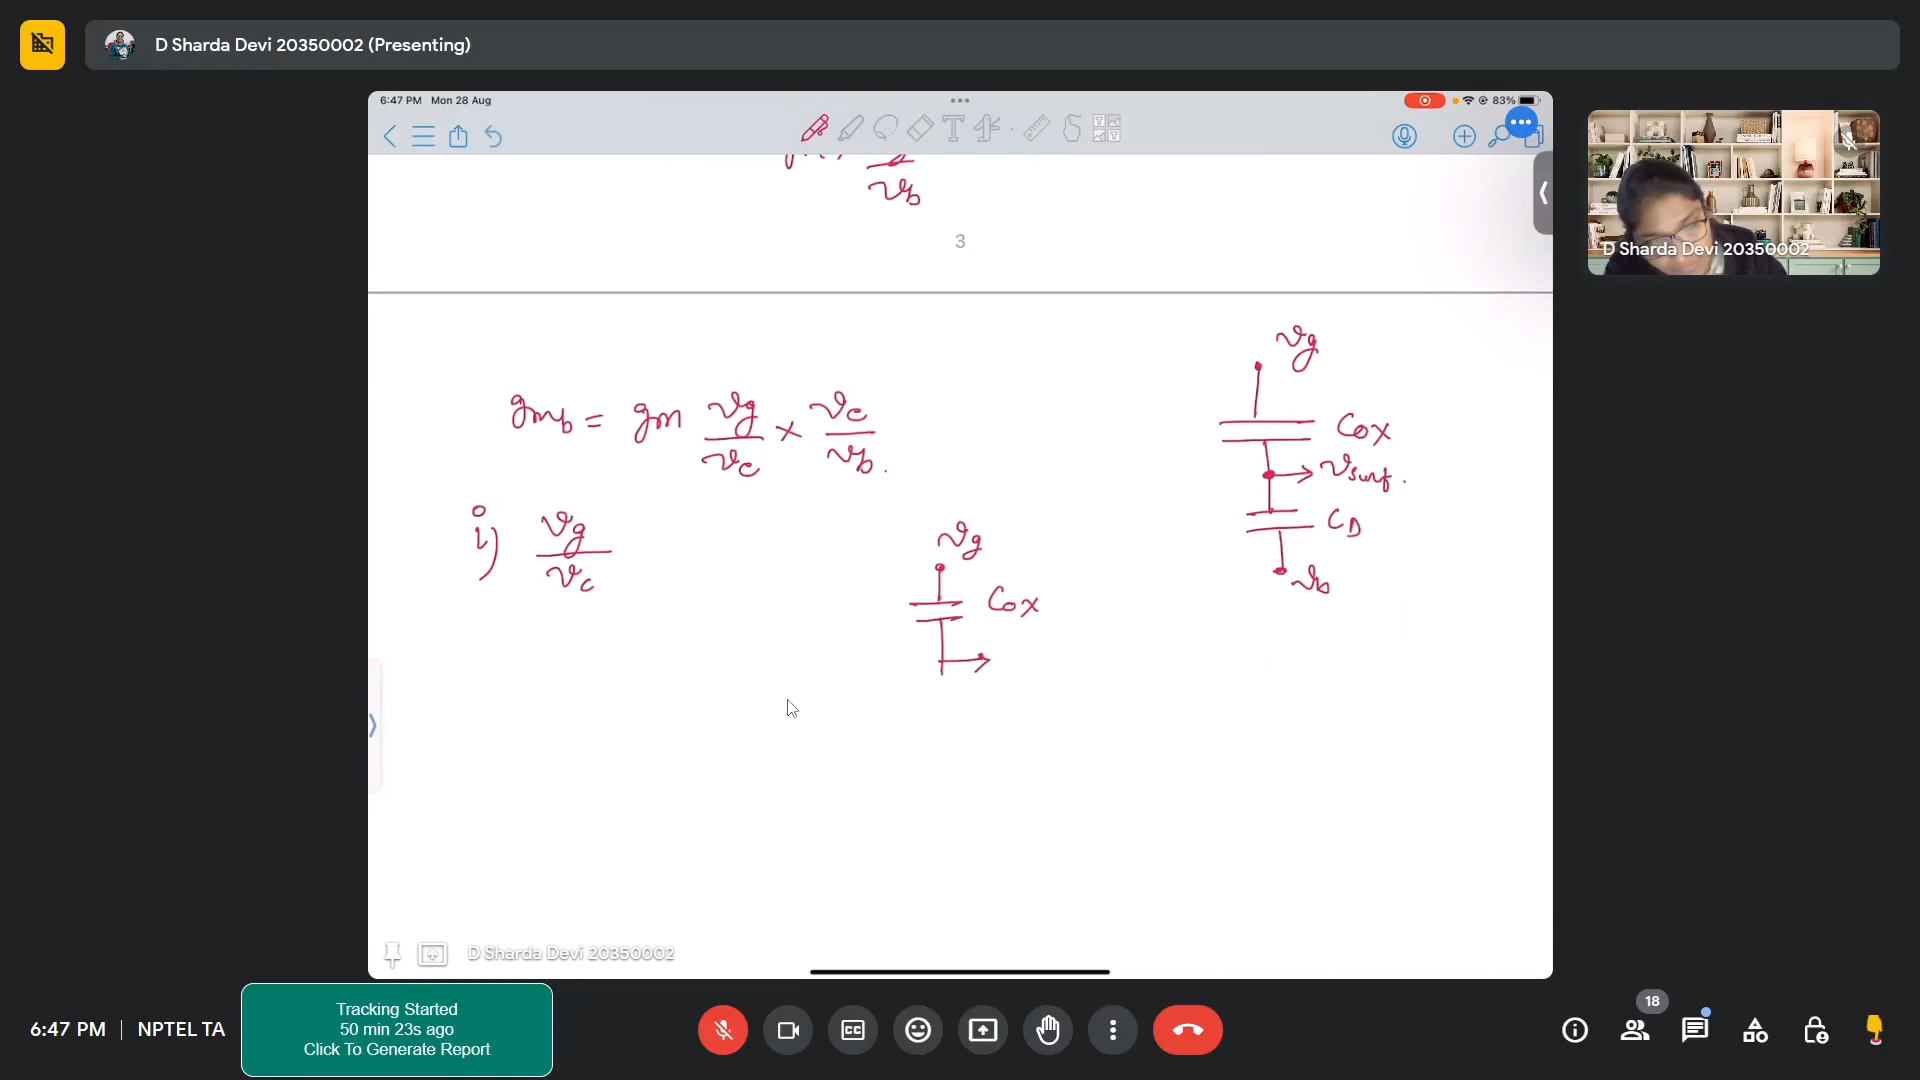 D Sharda Devi 20350002 (Presenting)
6:47 PM Mon 28 Aug
83%
D Sharda Devi 20350002
vb
3
gmb = gm vg/vc × vc/vb.
i) vg/vc
vg
Cox
vg
Cox
vsurf.
CD
vb
D Sharda Devi 20350002
6:47 PM | NPTEL TA
Tracking Started
50 min 23s ago
Click To Generate Report
CC
18